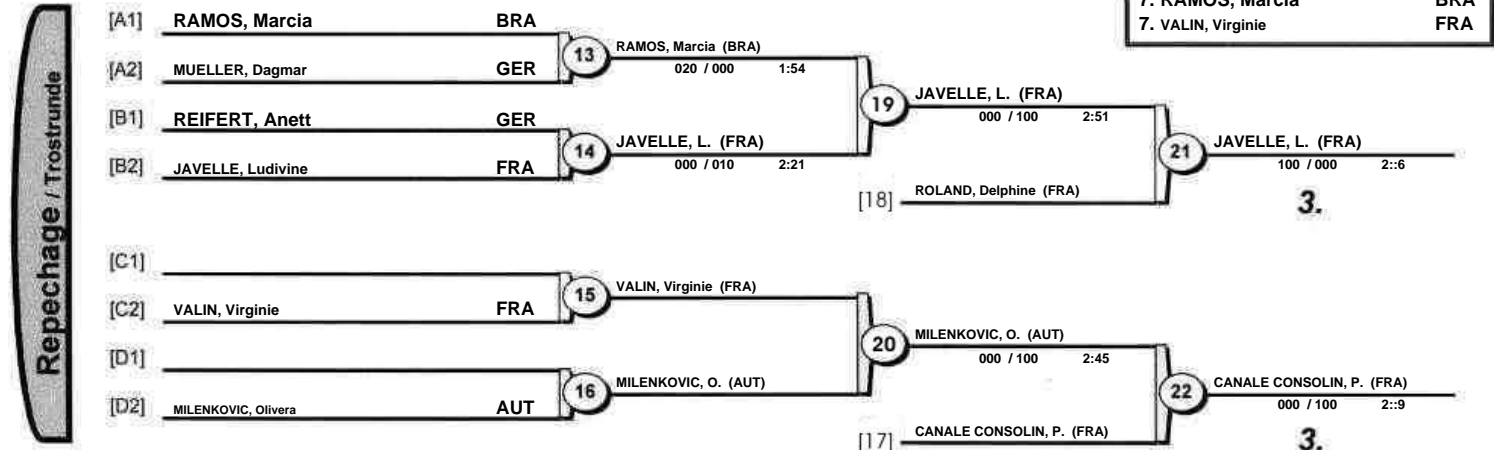 7. RAMOS, Marcia BRA
7. VALIN, Virginie FRA
Repechage / Trostrunde
[A1] RAMOS, Marcia BRA
13 RAMOS, Marcia (BRA)
020 / 000 1:54
[A2] MUELLER, Dagmar GER
19 JAVELLE, L. (FRA)
000 / 100 2:51
[B1] REIFERT, Anett GER
14 JAVELLE, L. (FRA)
000 / 010 2:21
21 JAVELLE, L. (FRA)
100 / 000 2::6
[B2] JAVELLE, Ludivine FRA
[18] ROLAND, Delphine (FRA)
3.
[C1]
15 VALIN, Virginie (FRA)
[C2] VALIN, Virginie FRA
20 MILENKOVIC, O. (AUT)
000 / 100 2:45
[D1]
16 MILENKOVIC, O. (AUT)
22 CANALE CONSOLIN, P. (FRA)
000 / 100 2::9
[D2] MILENKOVIC, Olivera AUT
[17] CANALE CONSOLIN, P. (FRA)
3.